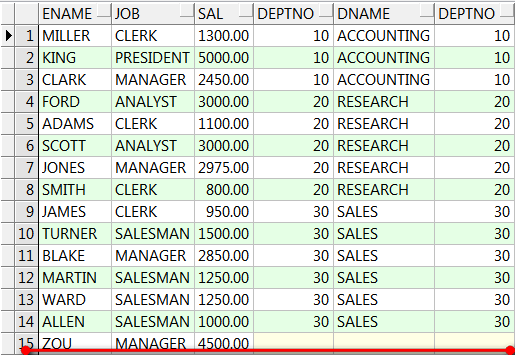 ENAME JOB SAL DEPTNO DNAME DEPTNO
1 MILLER CLERK 1300.00 10 ACCOUNTING 10
2 KING PRESIDENT 5000.00 10 ACCOUNTING 10
3 CLARK MANAGER 2450.00 10 ACCOUNTING 10
4 FORD ANALYST 3000.00 20 RESEARCH 20
5 ADAMS CLERK 1100.00 20 RESEARCH 20
6 SCOTT ANALYST 3000.00 20 RESEARCH 20
7 JONES MANAGER 2975.00 20 RESEARCH 20
8 SMITH CLERK 800.00 20 RESEARCH 20
9 JAMES CLERK 950.00 30 SALES 30
10 TURNER SALESMAN 1500.00 30 SALES 30
11 BLAKE MANAGER 2850.00 30 SALES 30
12 MARTIN SALESMAN 1250.00 30 SALES 30
13 WARD SALESMAN 1250.00 30 SALES 30
14 ALLEN SALESMAN 1000.00 30 SALES 30
15 ZOU MANAGER 4500.00